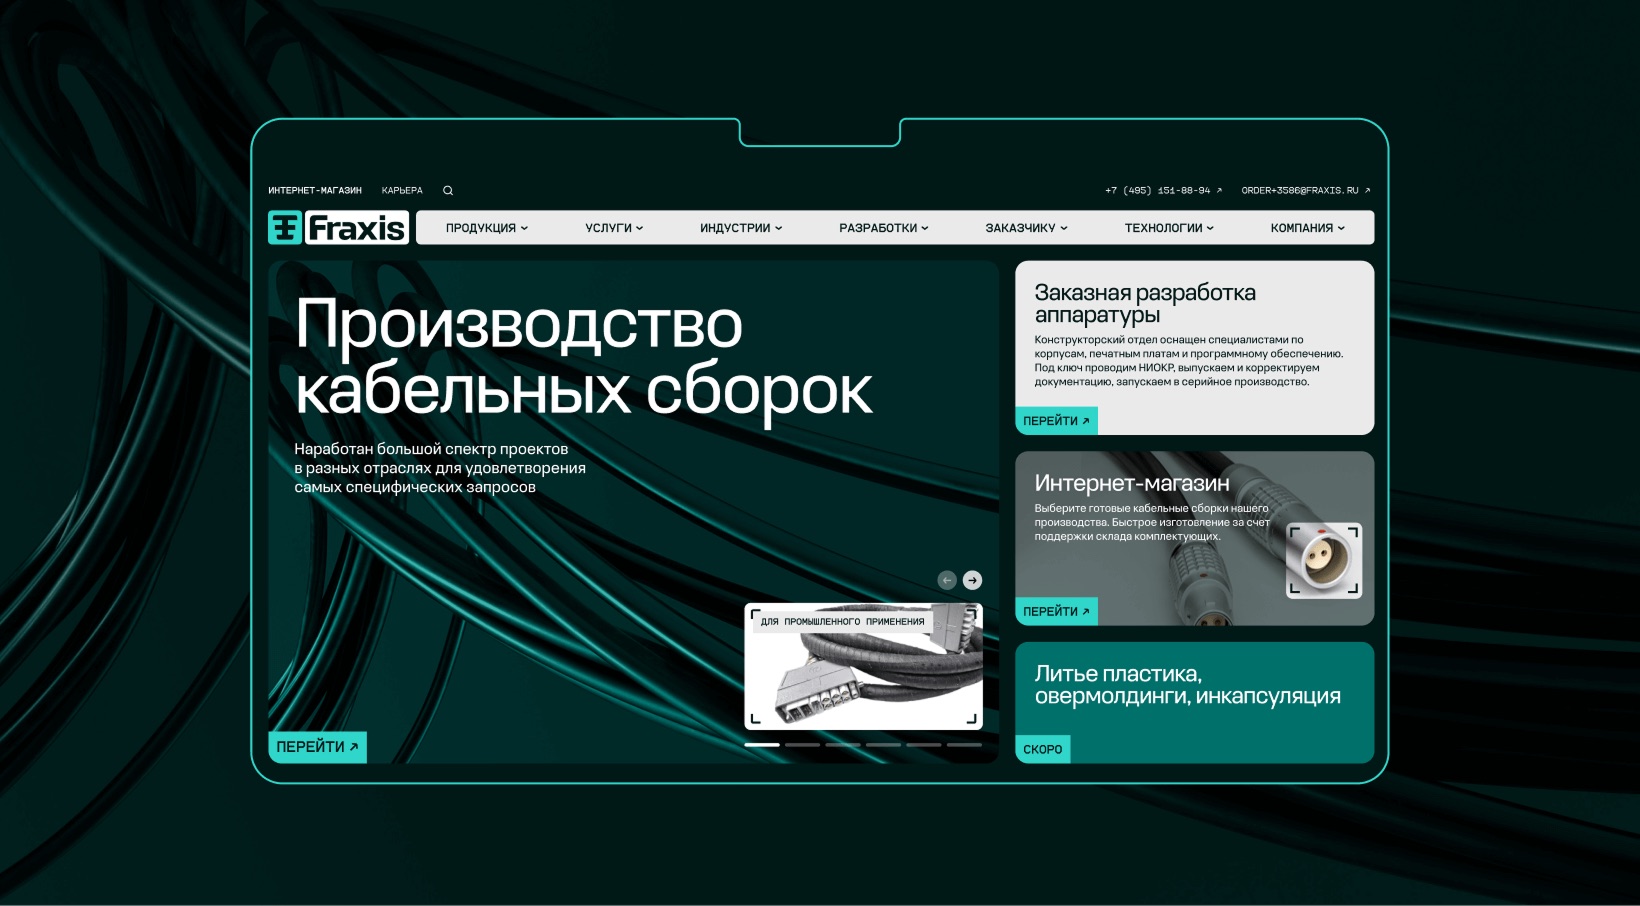 ИНТЕРНЕТ-МАГАЗИН КАРЬЕРА +7 (495) 151-88-94 ↗ ORDER+3586@FRAXIS.RU ↗
Fraxis ПРОДУКЦИЯ УСЛУГИ ИНДУСТРИИ РАЗРАБОТКИ ЗАКАЗЧИКУ ТЕХНОЛОГИИ КОМПАНИЯ
Производство
кабельных сборок
Наработан большой спектр проектов
в разных отраслях для удовлетворения
самых специфических запросов
ДЛЯ ПРОМЫШЛЕННОГО ПРИМЕНЕНИЯ
ПЕРЕЙТИ ↗
Заказная разработка
аппаратуры
Конструкторский отдел оснащен специалистами по
корпусам, печатным платам и программному обеспечению.
Под ключ проводим НИОКР, выпускаем и корректируем
документацию, запускаем в серийное производство.
ПЕРЕЙТИ ↗
Интернет-магазин
Выберите готовые кабельные сборки нашего
производства. Быстрое изготовление за счет
поддержки склада комплектующих.
ПЕРЕЙТИ ↗
Литье пластика,
овермолдинги, инкапсуляция
СКОРО